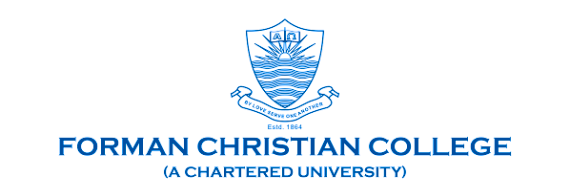 A Ω
BY LOVE SERVE ONE ANOTHER
Estd. 1864
FORMAN CHRISTIAN COLLEGE
(A CHARTERED UNIVERSITY)